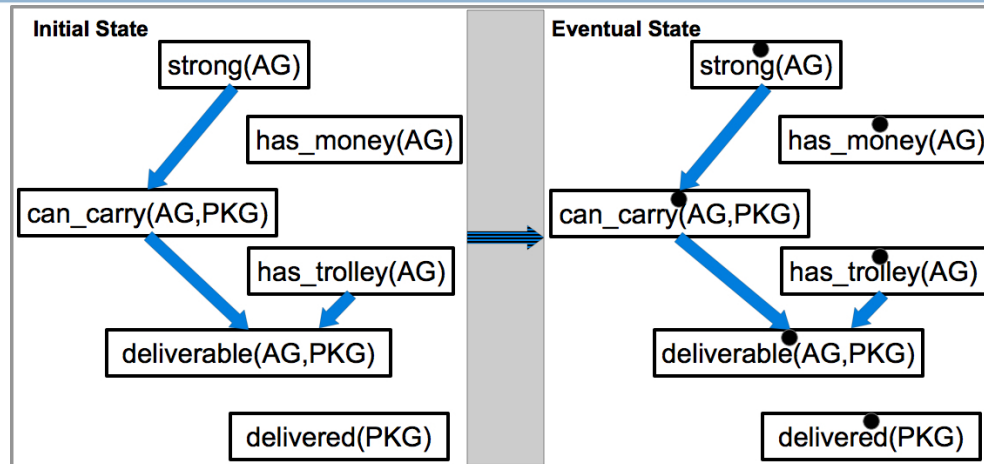 Initial State
strong(AG)
has_money(AG)
can_carry(AG,PKG)
has_trolley(AG)
deliverable(AG,PKG)
delivered(PKG)
Eventual State
strong(AG)
has_money(AG)
can_carry(AG,PKG)
has_trolley(AG)
deliverable(AG,PKG)
delivered(PKG)